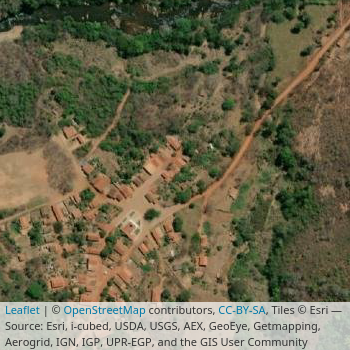 Leaflet | © OpenStreetMap contributors, CC-BY-SA, Tiles © Esri —
Source: Esri, i-cubed, USDA, USGS, AEX, GeoEye, Getmapping,
Aerogrid, IGN, IGP, UPR-EGP, and the GIS User Community